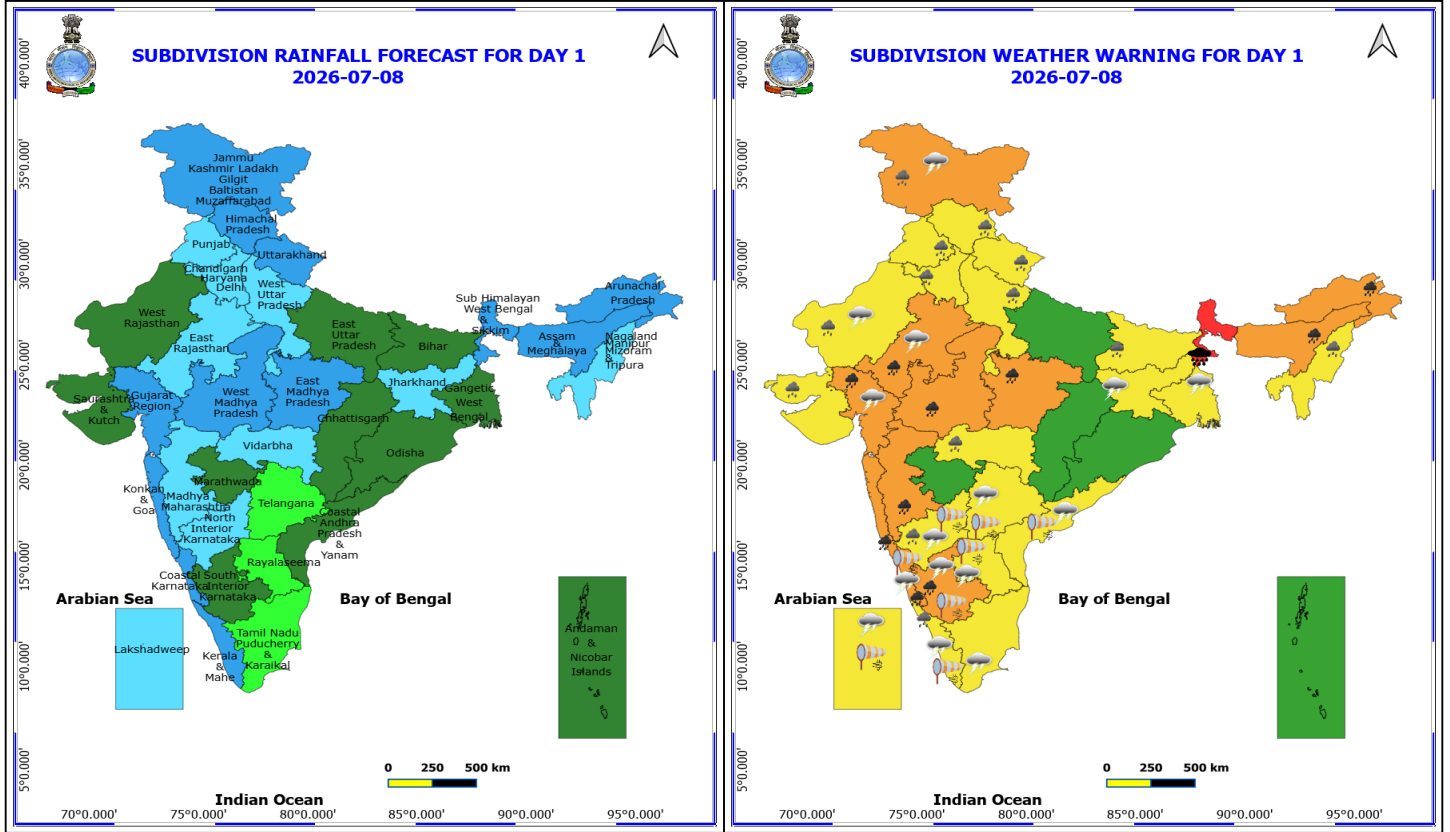 SUBDIVISION RAINFALL FORECAST FOR DAY 1
2026-07-08
40°0.000'
35°0.000'
30°0.000'
25°0.000'
20°0.000'
15°0.000'
10°0.000'
5°0.000'
Jammu
Kashmir Ladakh
Gilgit
Baltistan
Muzaffarabad
Himachal
Pradesh
Punjab
Uttarakhand
Chandigarh
Haryana
Delhi
West
Uttar
Pradesh
Arunachal
Pradesh
Sub Himalayan
West Bengal
&
Sikkim
West
Rajasthan
East
Uttar
Pradesh
Bihar
Assam
&
Meghalaya
Nagaland
Manipur
Mizoram
&
Tripura
East
Rajasthan
Jharkhand
Gangetic
West
Bengal
Saurashtra
&
Kutch
Gujarat
Region
West
Madhya
Pradesh
East
Madhya
Pradesh
Chhattisgarh
Vidarbha
Odisha
Konkan
&
Goa
Marathwada
Madhya
Maharashtra
Telangana
North
Interior
Karnataka
Coastal
Andhra
Pradesh
&
Yanam
Rayalaseema
Coastal
Karnataka
South
Interior
Karnataka
Arabian Sea
Bay of Bengal
Lakshadweep
Tamil Nadu
Puducherry
&
Karaikal
Kerala
&
Mahe
Andaman
&
Nicobar
Islands
0 250 500 km
Indian Ocean
70°0.000' 75°0.000' 80°0.000' 85°0.000' 90°0.000' 95°0.000'
SUBDIVISION WEATHER WARNING FOR DAY 1
2026-07-08
40°0.000'
35°0.000'
30°0.000'
25°0.000'
20°0.000'
15°0.000'
10°0.000'
5°0.000'
Arabian Sea
Bay of Bengal
0 250 500 km
Indian Ocean
70°0.000' 75°0.000' 80°0.000' 85°0.000' 90°0.000' 95°0.000'